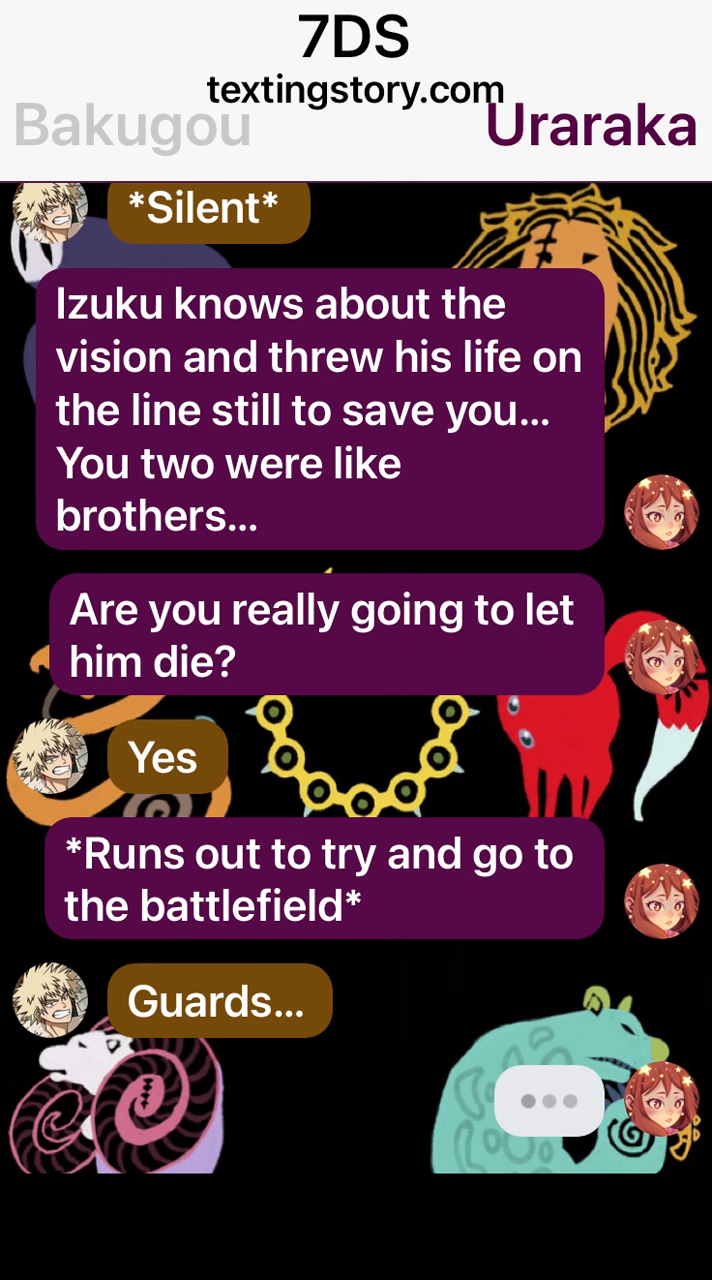 7DS
textingstory.com
Bakugou
Uraraka
*Silent*
Izuku knows about the
vision and threw his life on
the line still to save you...
You two were like
brothers...
Are you really going to let
him die?
Yes
*Runs out to try and go to
the battlefield*
Guards...